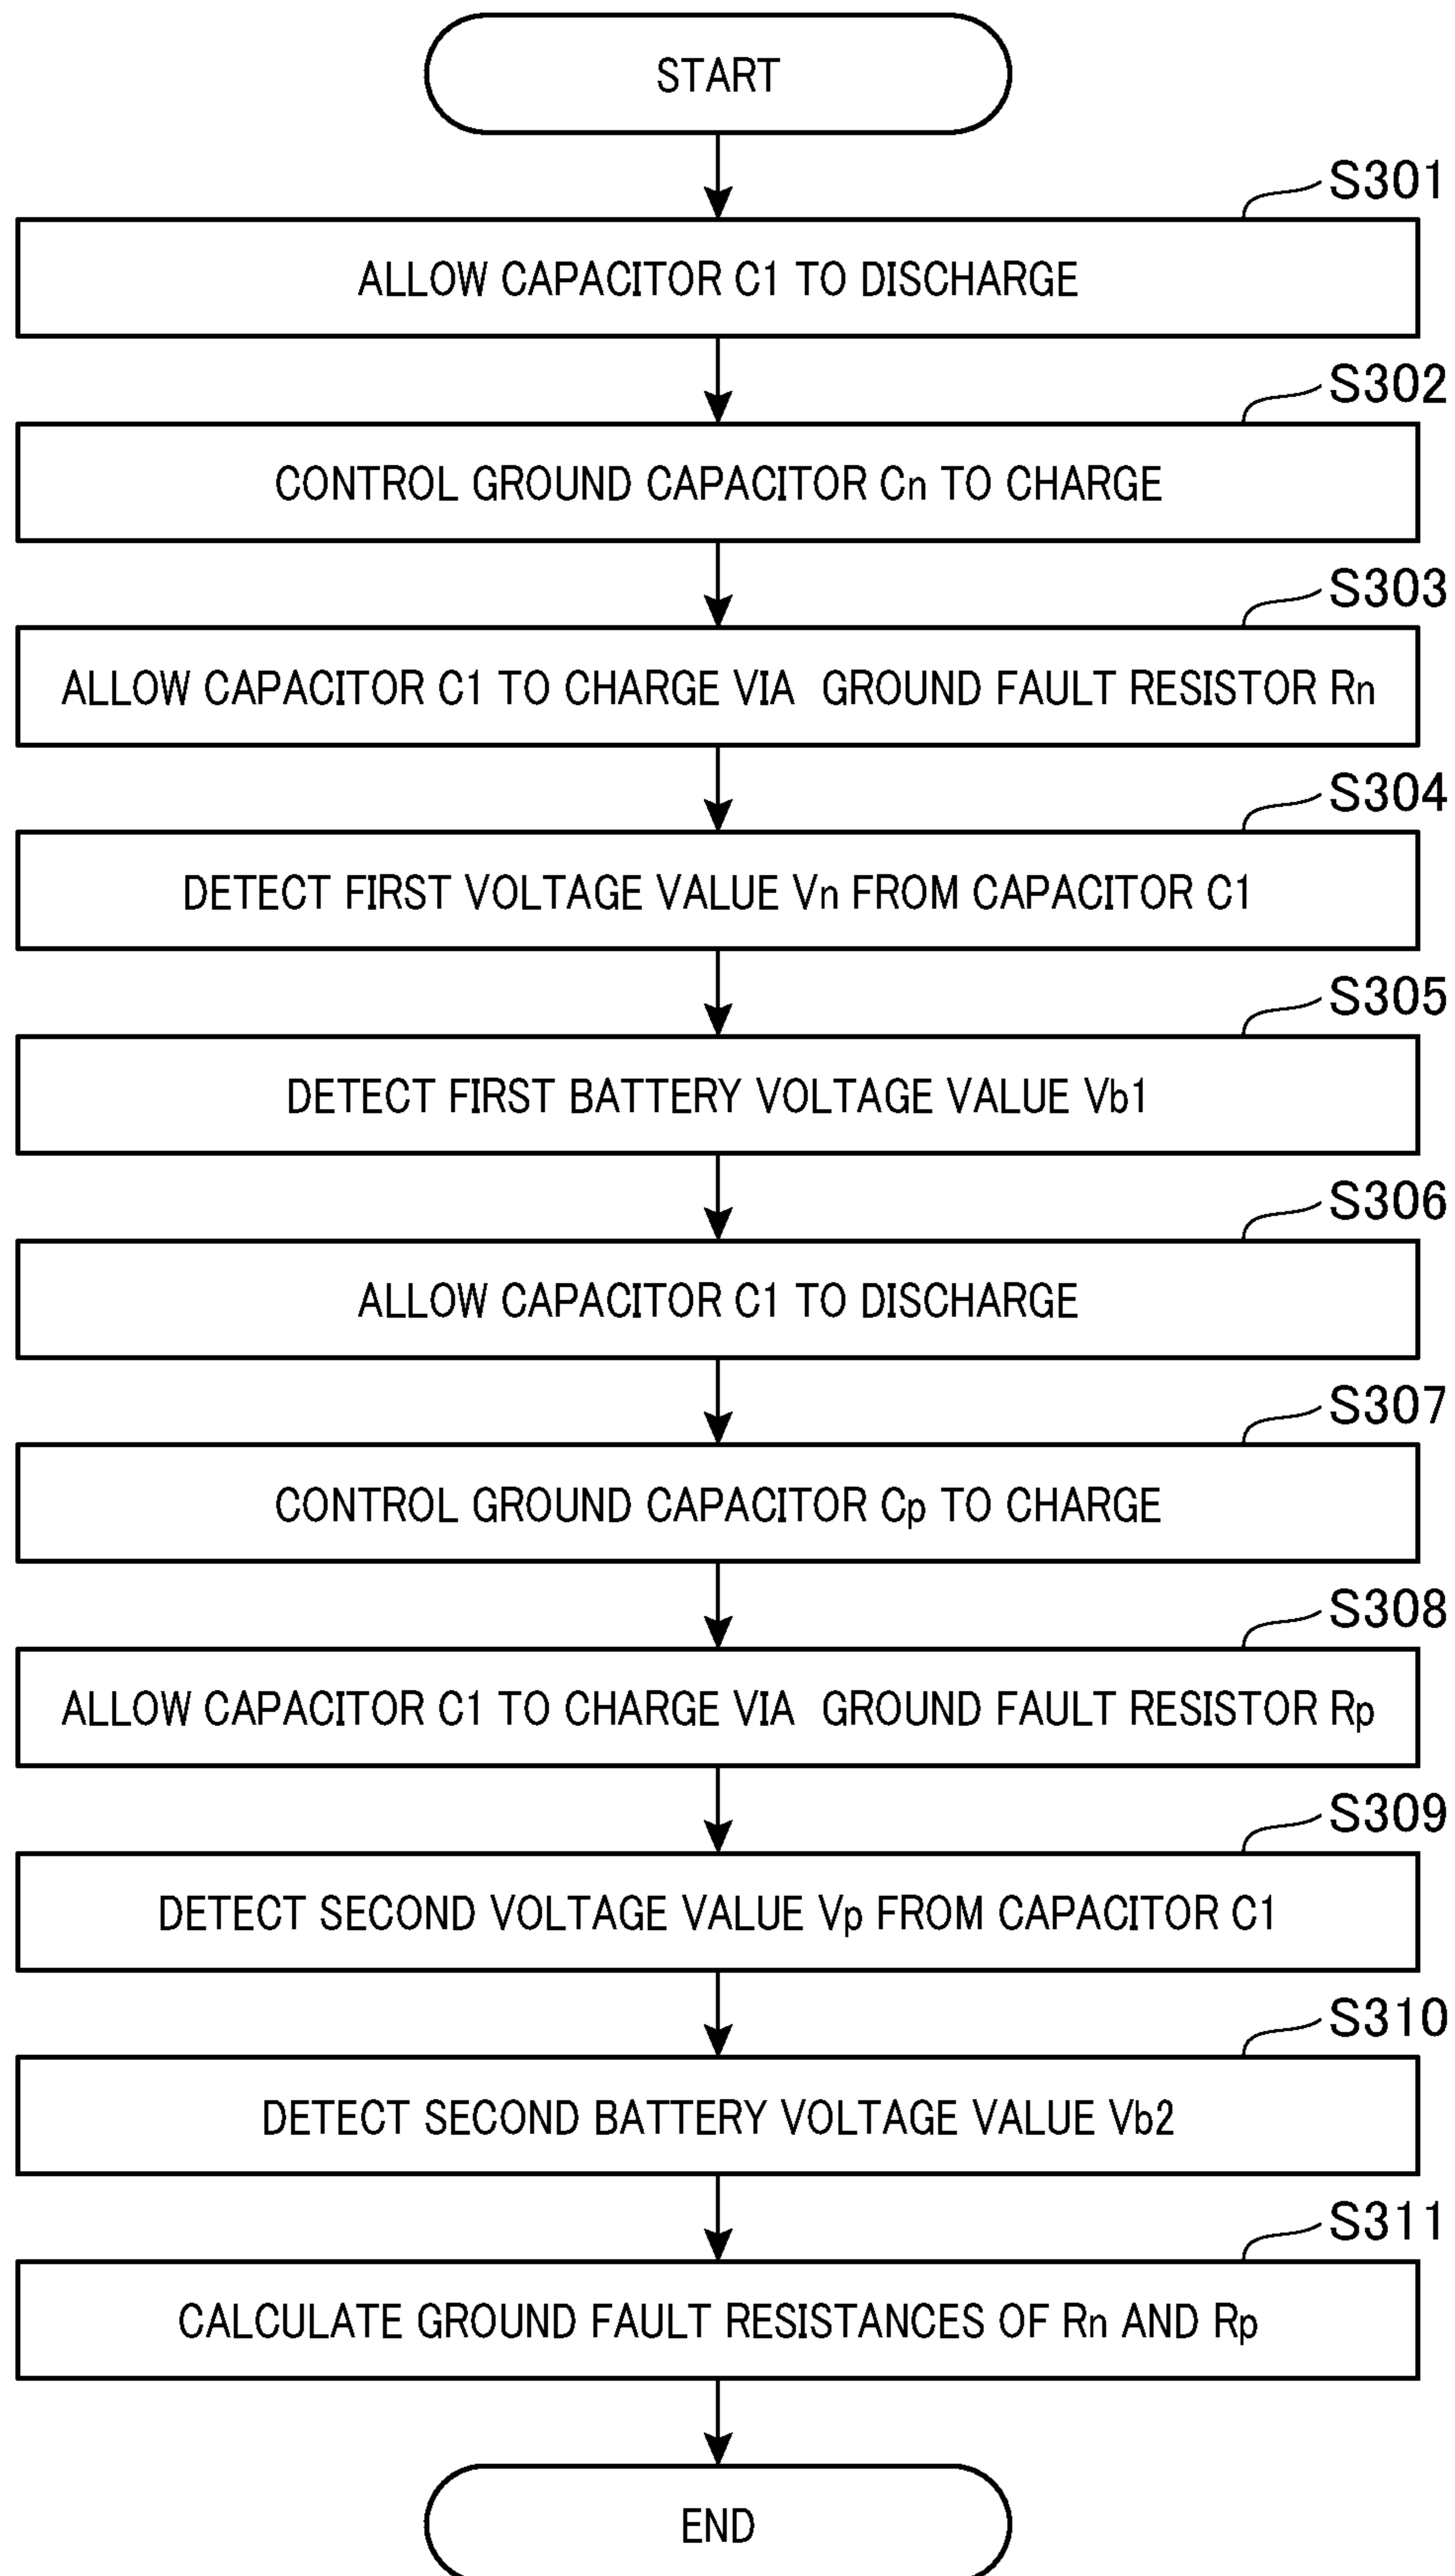 START
S301
ALLOW CAPACITOR C1 TO DISCHARGE
S302
CONTROL GROUND CAPACITOR Cn TO CHARGE
S303
ALLOW CAPACITOR C1 TO CHARGE VIA GROUND FAULT RESISTOR Rn
S304
DETECT FIRST VOLTAGE VALUE Vn FROM CAPACITOR C1
S305
DETECT FIRST BATTERY VOLTAGE VALUE Vb1
S306
ALLOW CAPACITOR C1 TO DISCHARGE
S307
CONTROL GROUND CAPACITOR Cp TO CHARGE
S308
ALLOW CAPACITOR C1 TO CHARGE VIA GROUND FAULT RESISTOR Rp
S309
DETECT SECOND VOLTAGE VALUE Vp FROM CAPACITOR C1
S310
DETECT SECOND BATTERY VOLTAGE VALUE Vb2
S311
CALCULATE GROUND FAULT RESISTANCES OF Rn AND Rp
END